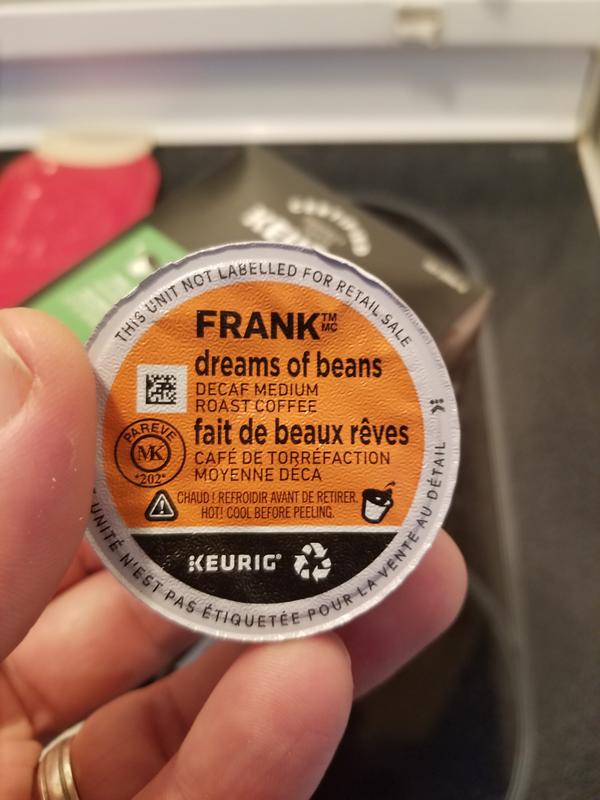 CERTIFIED
THIS UNIT NOT LABELLED FOR RETAIL SALE
FRANK™
MC
dreams of beans
DECAF MEDIUM
ROAST COFFEE
PAREVE
MK
*202*
fait de beaux rêves
CAFÉ DE TORRÉFACTION
MOYENNE DÉCA
CHAUD ! REFROIDIR AVANT DE RETIRER.
HOT! COOL BEFORE PEELING.
KEURIG®
UNITÉ N'EST PAS ÉTIQUETÉE POUR LA VENTE AU DÉTAIL